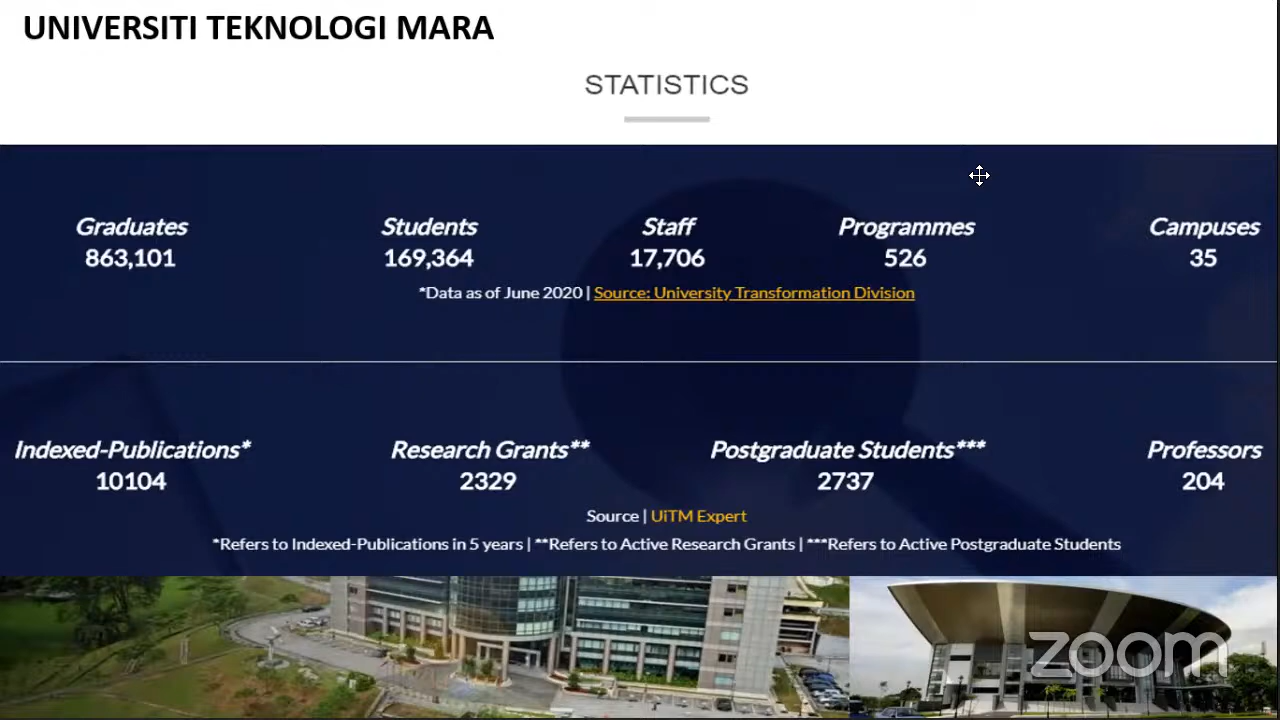 UNIVERSITI TEKNOLOGI MARA
STATISTICS
Graduates Students Staff Programmes Campuses
863,101 169,364 17,706 526 35
*Data as of June 2020 | Source: University Transformation Division
Indexed-Publications* Research Grants** Postgraduate Students*** Professors
10104 2329 2737 204
Source | UiTM Expert
*Refers to Indexed-Publications in 5 years | **Refers to Active Research Grants | ***Refers to Active Postgraduate Students
zoom